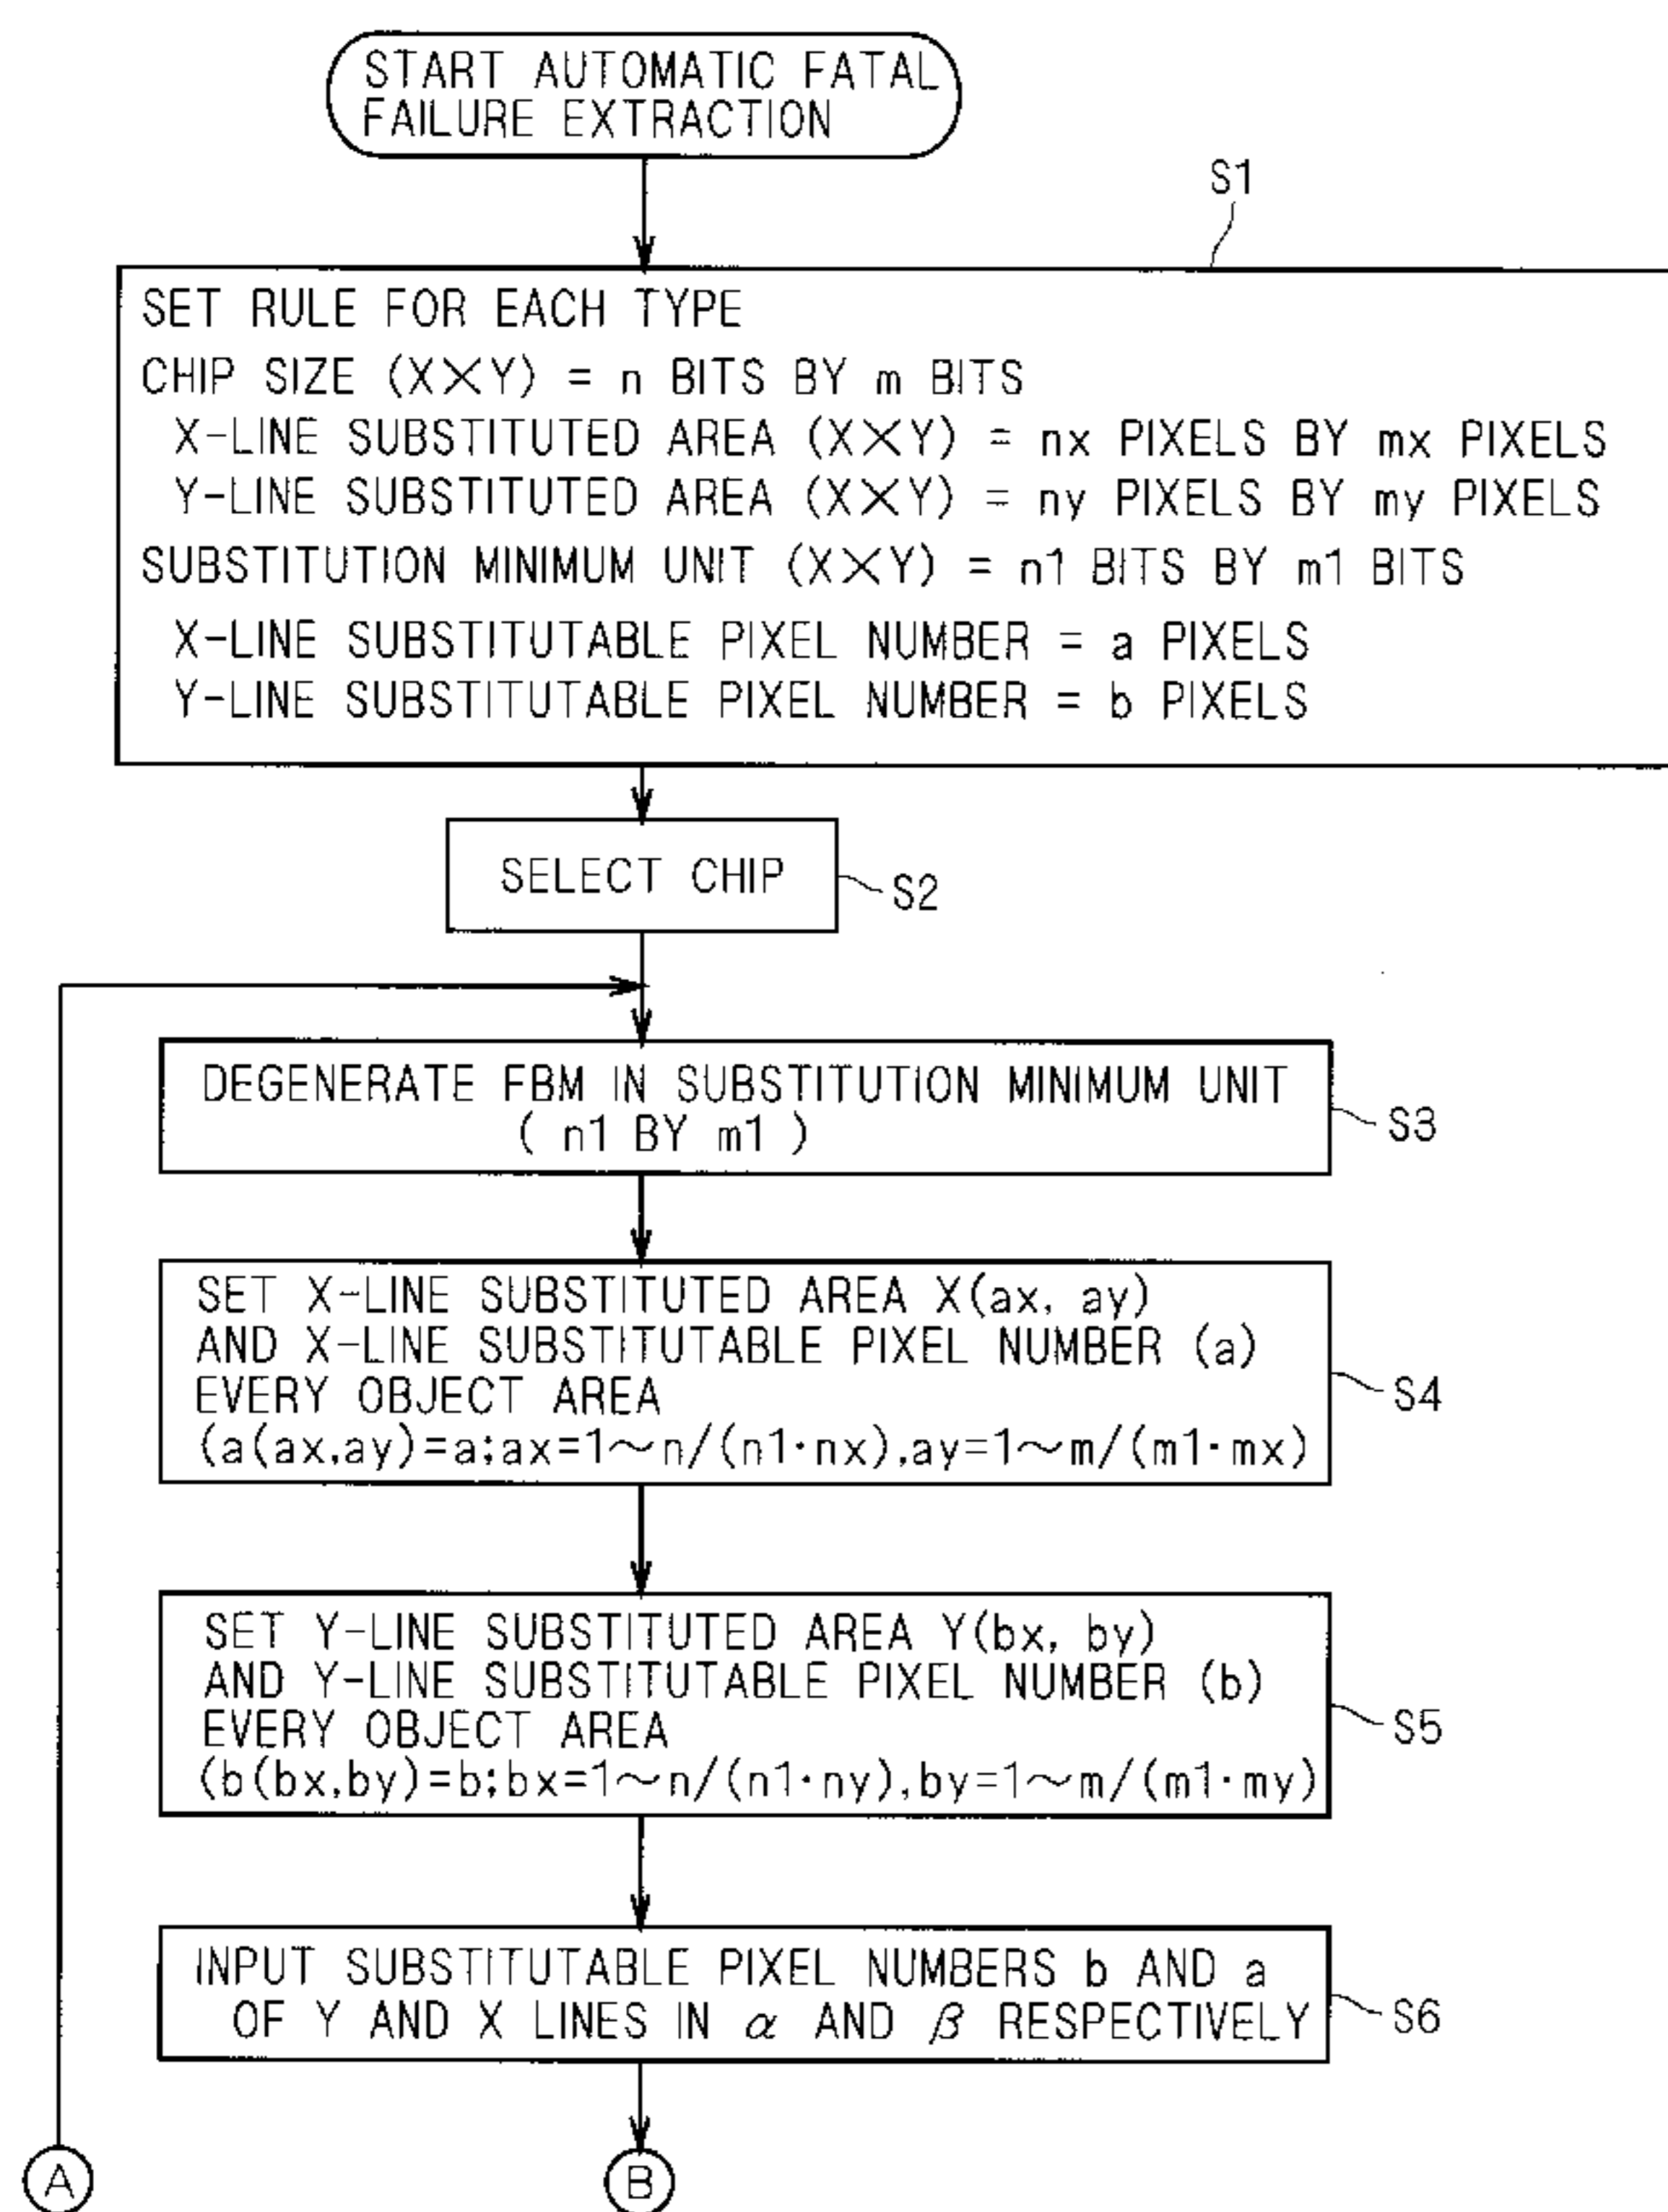 START AUTOMATIC FATAL
FAILURE EXTRACTION
S1
SET RULE FOR EACH TYPE
CHIP SIZE (X×Y) = n BITS BY m BITS
X-LINE SUBSTITUTED AREA (X×Y) = nx PIXELS BY mx PIXELS
Y-LINE SUBSTITUTED AREA (X×Y) = ny PIXELS BY my PIXELS
SUBSTITUTION MINIMUM UNIT (X×Y) = n1 BITS BY m1 BITS
X-LINE SUBSTITUTABLE PIXEL NUMBER = a PIXELS
Y-LINE SUBSTITUTABLE PIXEL NUMBER = b PIXELS
SELECT CHIP
S2
DEGENERATE FBM IN SUBSTITUTION MINIMUM UNIT
( n1 BY m1 )
S3
SET X-LINE SUBSTITUTED AREA X(ax, ay)
AND X-LINE SUBSTITUTABLE PIXEL NUMBER (a)
EVERY OBJECT AREA
(a(ax,ay)=a;ax=1~n/(n1·nx),ay=1~m/(m1·mx)
S4
SET Y-LINE SUBSTITUTED AREA Y(bx, by)
AND Y-LINE SUBSTITUTABLE PIXEL NUMBER (b)
EVERY OBJECT AREA
(b(bx,by)=b;bx=1~n/(n1·ny),by=1~m/(m1·my)
S5
INPUT SUBSTITUTABLE PIXEL NUMBERS b AND a
OF Y AND X LINES IN α AND β RESPECTIVELY
S6
A
B